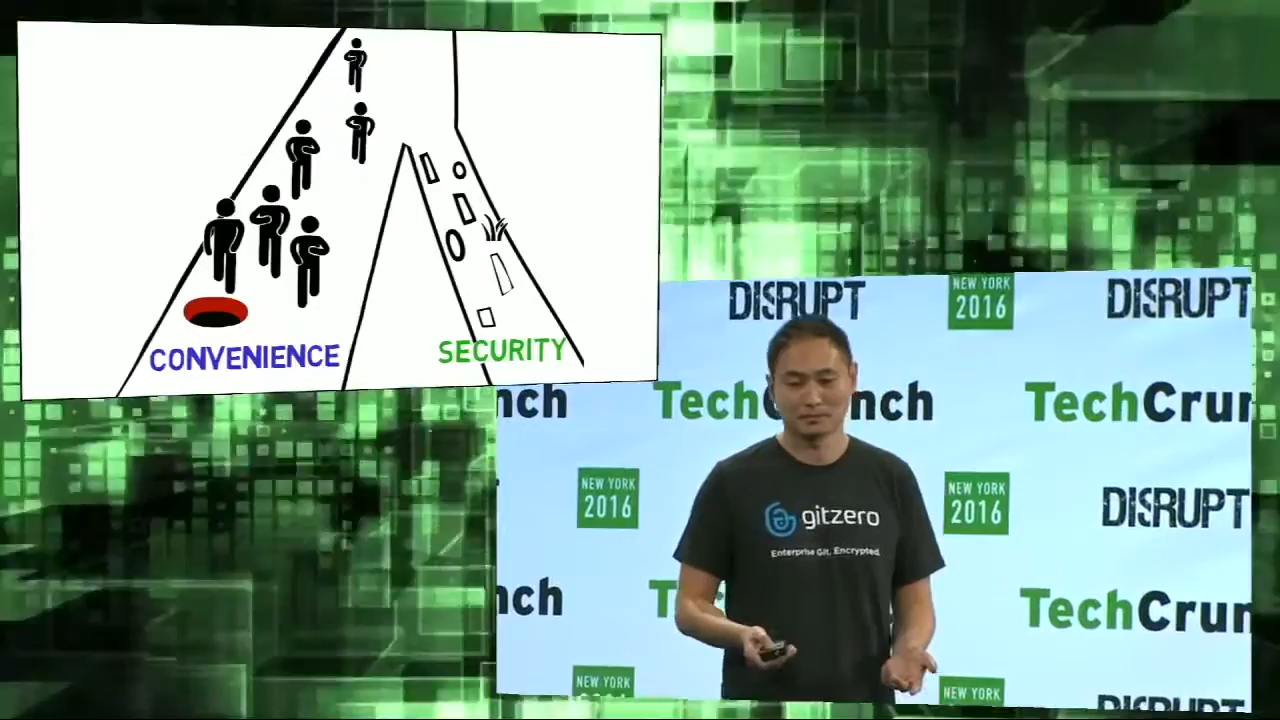 CONVENIENCE
SECURITY
DISRUPT
NEW YORK
2016
DISRUPT
nch
TechCrunch
TechCrun
NEW YORK
2016
NEW YORK
2016
DISRUPT
gitzero
Enterprise Git, Encrypted.
nch
T
TechCrun
NEW YORK
NEW YORK
DISRUPT